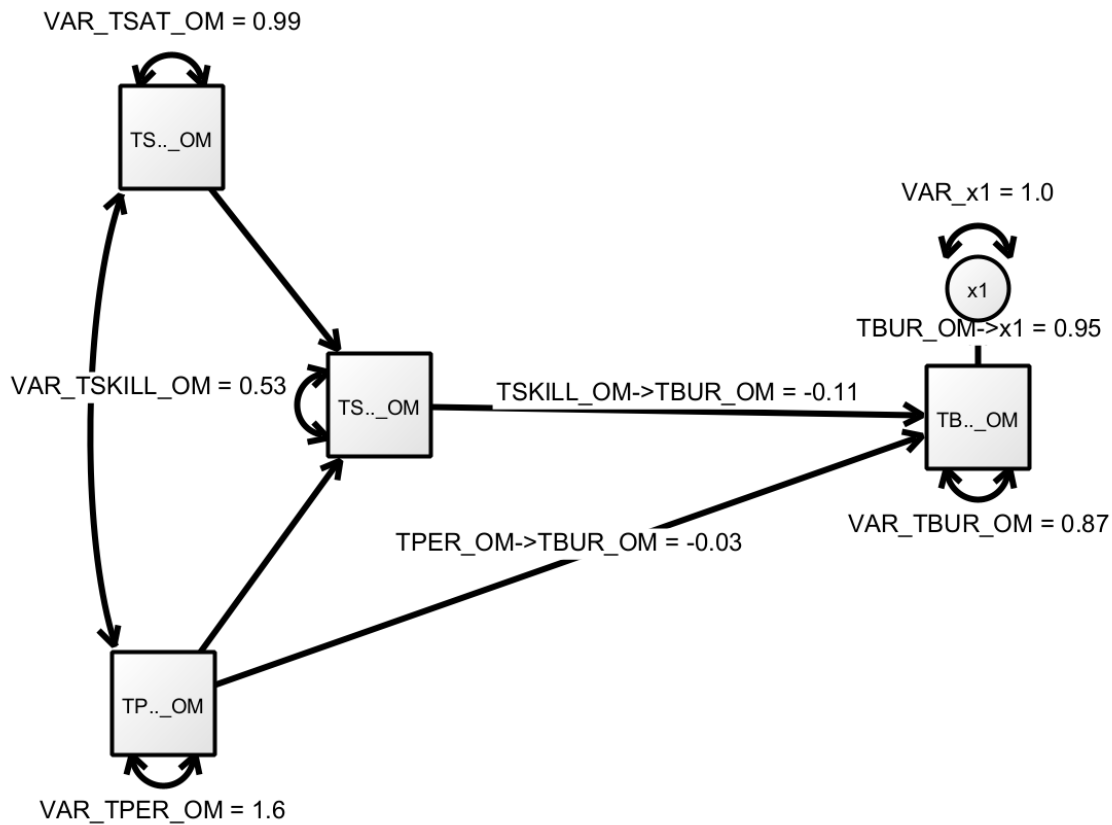 VAR_TSAT_OM = 0.99
TS.._OM
VAR_x1 = 1.0
x1
TBUR_OM->x1 = 0.95
VAR_TSKILL_OM = 0.53
TS.._OM
TSKILL_OM->TBUR_OM = -0.11
TB.._OM
VAR_TBUR_OM = 0.87
TPER_OM->TBUR_OM = -0.03
TP.._OM
VAR_TPER_OM = 1.6